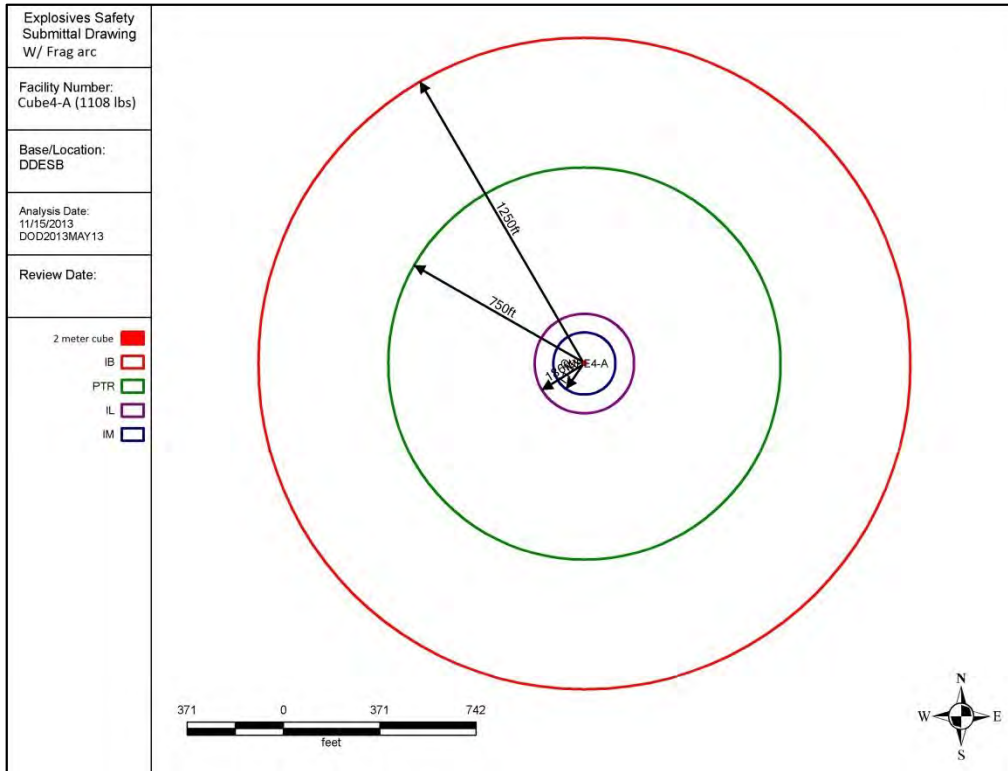 Explosives Safety
Submittal Drawing
W/ Frag arc
Facility Number:
Cube4-A (1108 lbs)
Base/Location:
DDESB
Analysis Date:
11/15/2013
DOD2013MAY13
Review Date:
2 meter cube
IB
PTR
IL
IM
1250ft
750ft
371 0 371 742
feet
N
W E
S